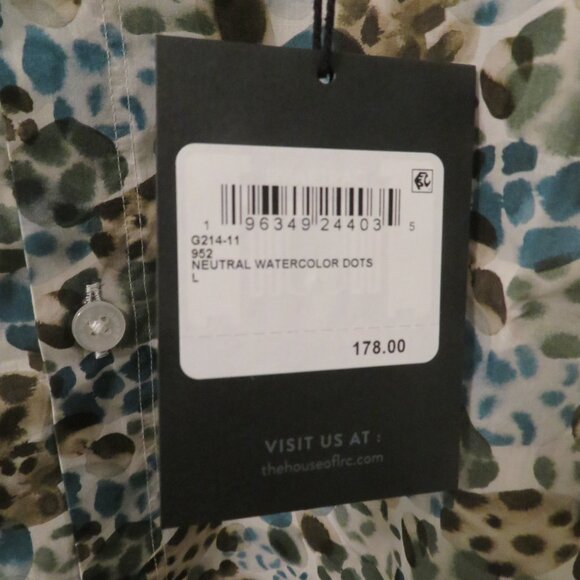 1 96349 24403 5
G214-11
952
NEUTRAL WATERCOLOR DOTS
L
178.00
VISIT US AT :
thehouseoflrc.com